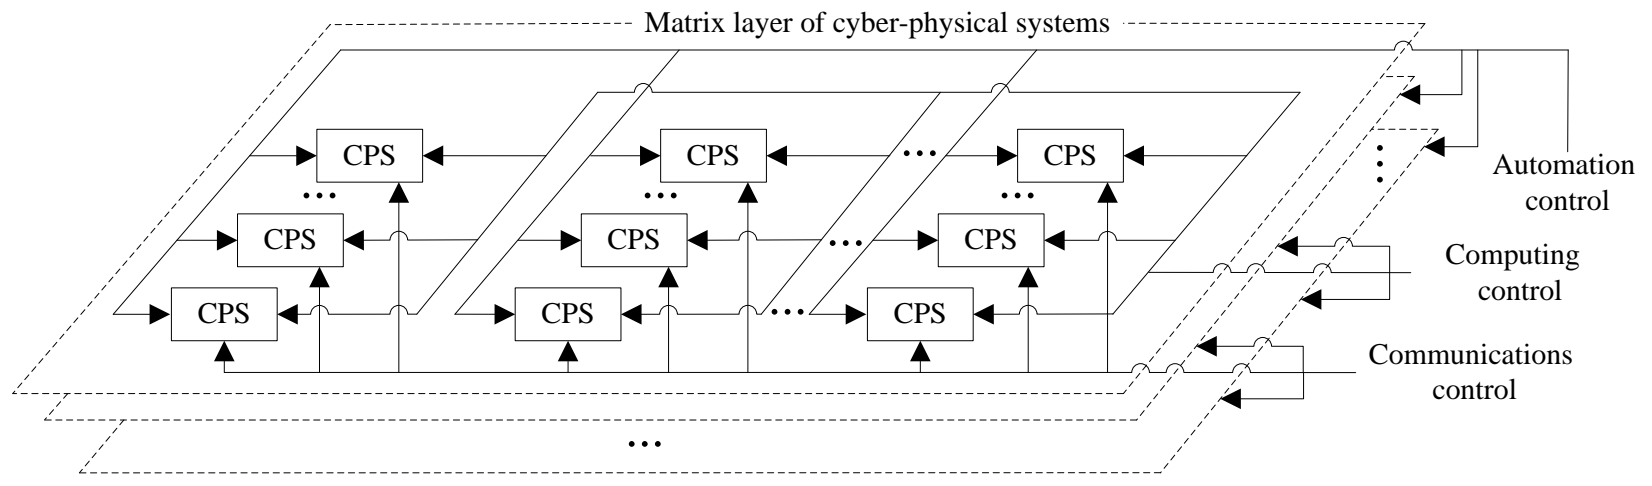 Matrix layer of cyber-physical systems
CPS CPS CPS
CPS CPS CPS
CPS CPS CPS
Automation
control
Computing
control
Communications
control